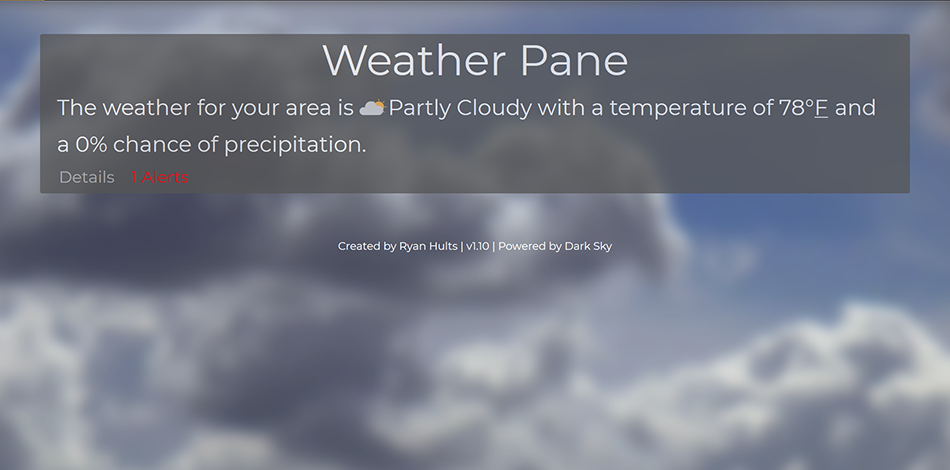 Weather Pane
The weather for your area is Partly Cloudy with a temperature of 78°F and
a 0% chance of precipitation.
Details 1 Alerts
Created by Ryan Hults | v1.10 | Powered by Dark Sky